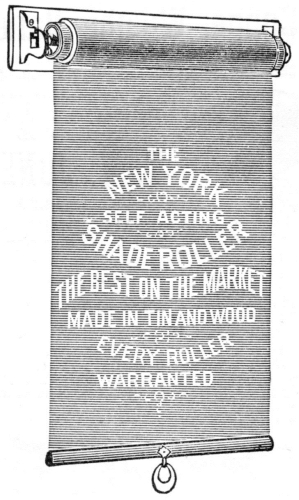 THE
NEW YORK
SELF ACTING
SHADE ROLLER
THE BEST ON THE MARKET
MADE IN TIN AND WOOD
EVERY ROLLER
WARRANTED